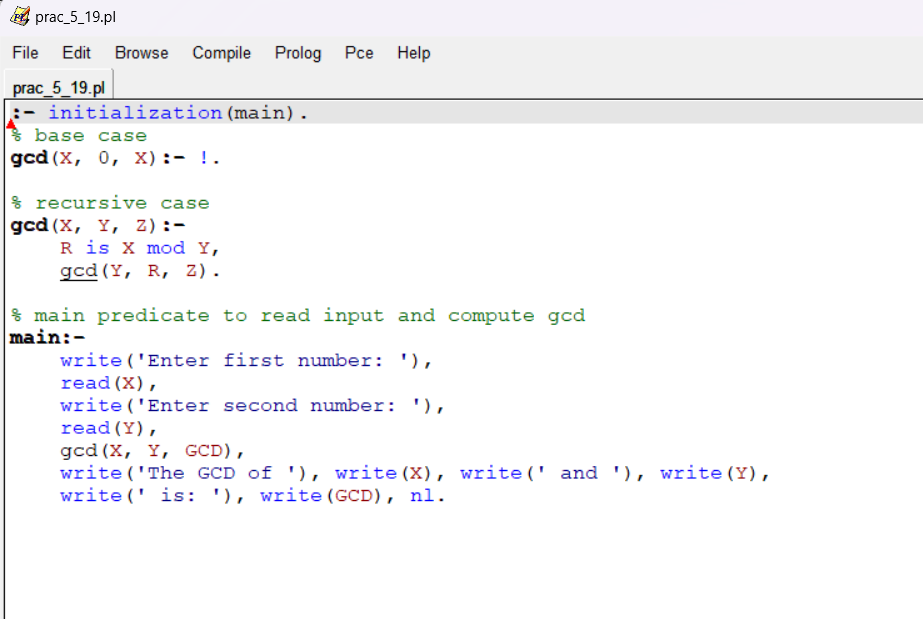 prac_5_19.pl
File Edit Browse Compile Prolog Pce Help
prac_5_19.pl
:- initialization(main).
% base case
gcd(X, 0, X):- !.
% recursive case
gcd(X, Y, Z):-
    R is X mod Y,
    gcd(Y, R, Z).
% main predicate to read input and compute gcd
main:-
    write('Enter first number: '),
    read(X),
    write('Enter second number: '),
    read(Y),
    gcd(X, Y, GCD),
    write('The GCD of '), write(X), write(' and '), write(Y),
    write(' is: '), write(GCD), nl.